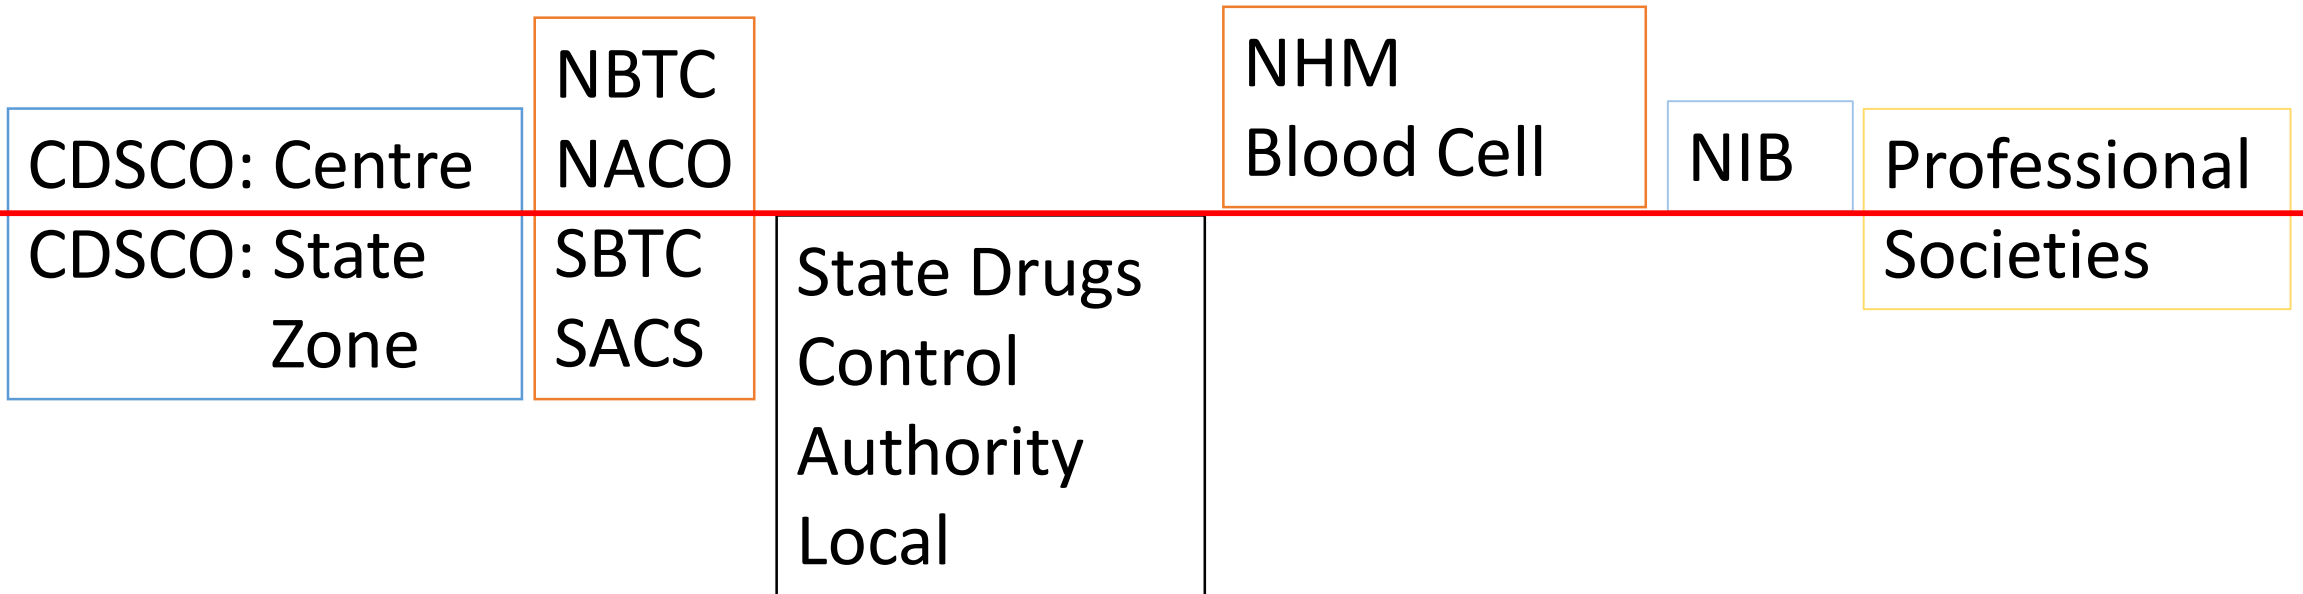 CDSCO: Centre
CDSCO: State
Zone
NBTC
NACO
SBTC
SACS
State Drugs
Control
Authority
Local
NHM
Blood Cell
NIB
Professional
Societies